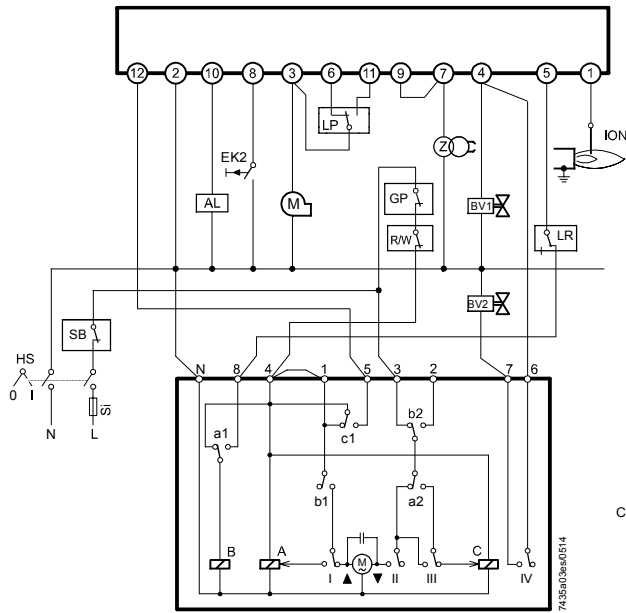 12 2 10 8 3 6 11 9 7 4 5 1
LP
ION
EK2
Z
GP
AL
M
BV1
R/W
LR
BV2
SB
HS
0 I
Si
N L
N 8 4 1 5 3 2 7 6
b2
a1
c1
b1
a2
B A M ~ C
I II III IV
C
7435a03es/0514